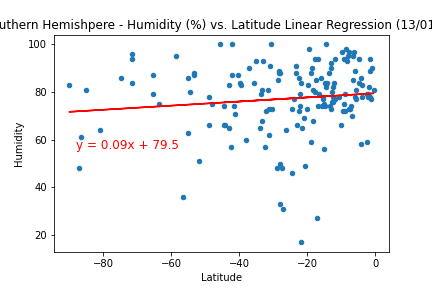 uthern Hemishpere - Humidity (%) vs. Latitude Linear Regression (13/01
100
80
60
40
20
Humidity
y = 0.09x + 79.5
−80 −60 −40 −20 0
Latitude